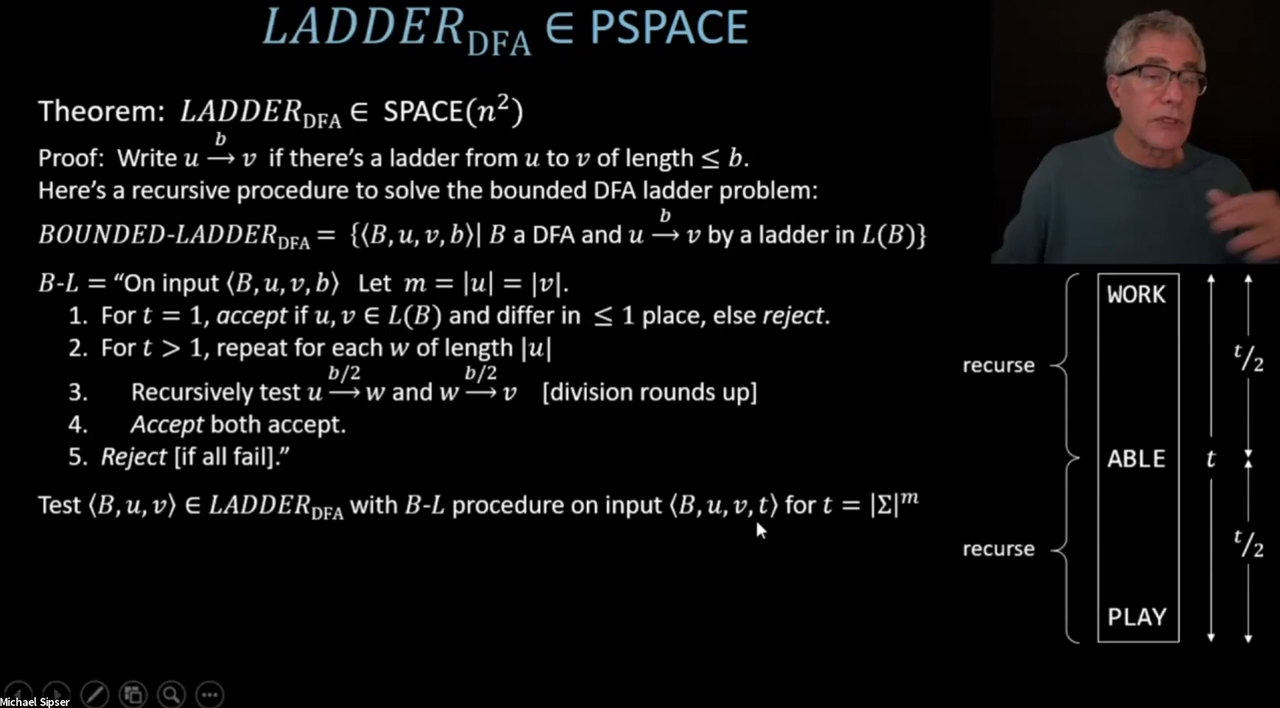 LADDER_DFA ∈ PSPACE
Theorem: LADDER_DFA ∈ SPACE(n²)
Proof: Write u →^b v if there's a ladder from u to v of length ≤ b.
Here's a recursive procedure to solve the bounded DFA ladder problem:
BOUNDED-LADDER_DFA = {⟨B, u, v, b⟩| B a DFA and u →^b v by a ladder in L(B)}
B-L = "On input ⟨B, u, v, b⟩ Let m = |u| = |v|.
1. For t = 1, accept if u, v ∈ L(B) and differ in ≤ 1 place, else reject.
2. For t > 1, repeat for each w of length |u|
3. Recursively test u →^{b/2} w and w →^{b/2} v [division rounds up]
4. Accept both accept.
5. Reject [if all fail]."
Test ⟨B, u, v⟩ ∈ LADDER_DFA with B-L procedure on input ⟨B, u, v, t⟩ for t = |Σ|^m
WORK
recurse
t/2
ABLE
t
recurse
t/2
PLAY
Michael Sipser